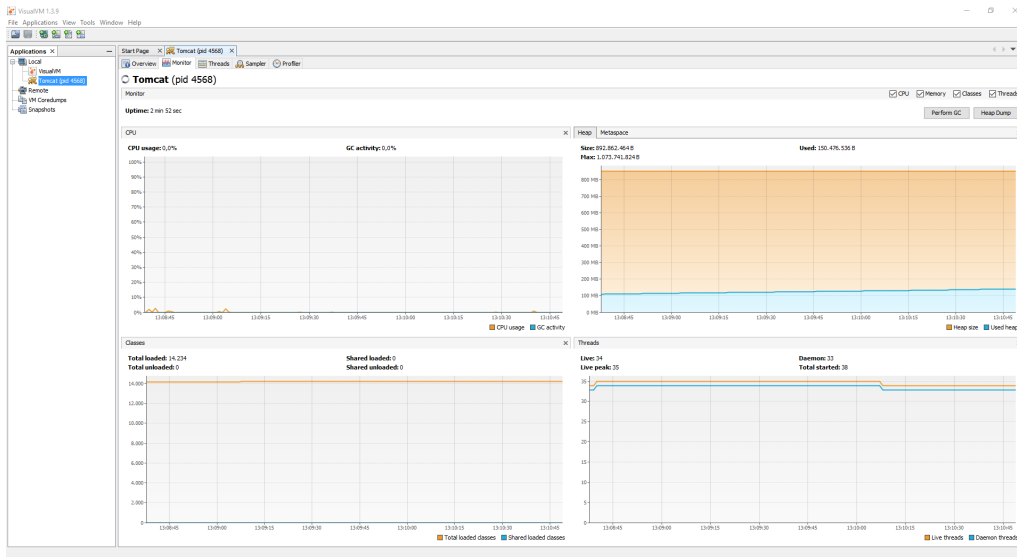 VisualVM 1.3.8
File Applications View Tools Window Help
Applications
Local
VisualVM
Tomcat (pid 4568)
Remote
VM Coredumps
Snapshots
Start Page Tomcat (pid 4568)
Overview Monitor Threads Sampler Profiler
Tomcat (pid 4568)
Monitor CPU Memory Classes Threads
Uptime: 2 min 52 sec
Perform GC Heap Dump
CPU
CPU usage: 0,0% GC activity: 0,0%
100%
90%
80%
70%
60%
50%
40%
30%
20%
10%
0%
13:08:45 13:09:00 13:09:15 13:09:30 13:09:45 13:10:00 13:10:15 13:10:30 13:10:45
CPU usage GC activity
Heap Metaspace
Size: 892.862.464 B Used: 150.476.536 B
Max: 1.073.741.824 B
800 MB
700 MB
600 MB
500 MB
400 MB
300 MB
200 MB
100 MB
0 MB
13:08:45 13:09:00 13:09:15 13:09:30 13:09:45 13:10:00 13:10:15 13:10:30 13:10:45
Heap size Used heap
Classes
Total loaded: 14.234 Shared loaded: 0
Total unloaded: 0 Shared unloaded: 0
14.000
12.000
10.000
8.000
6.000
4.000
2.000
0
13:08:45 13:09:00 13:09:15 13:09:30 13:09:45 13:10:00 13:10:15 13:10:30 13:10:45
Total loaded classes Shared loaded classes
Threads
Live: 34 Daemon: 33
Live peak: 35 Total started: 38
35
30
25
20
15
10
5
0
13:08:45 13:09:00 13:09:15 13:09:30 13:09:45 13:10:00 13:10:15 13:10:30 13:10:45
Live threads Daemon threads